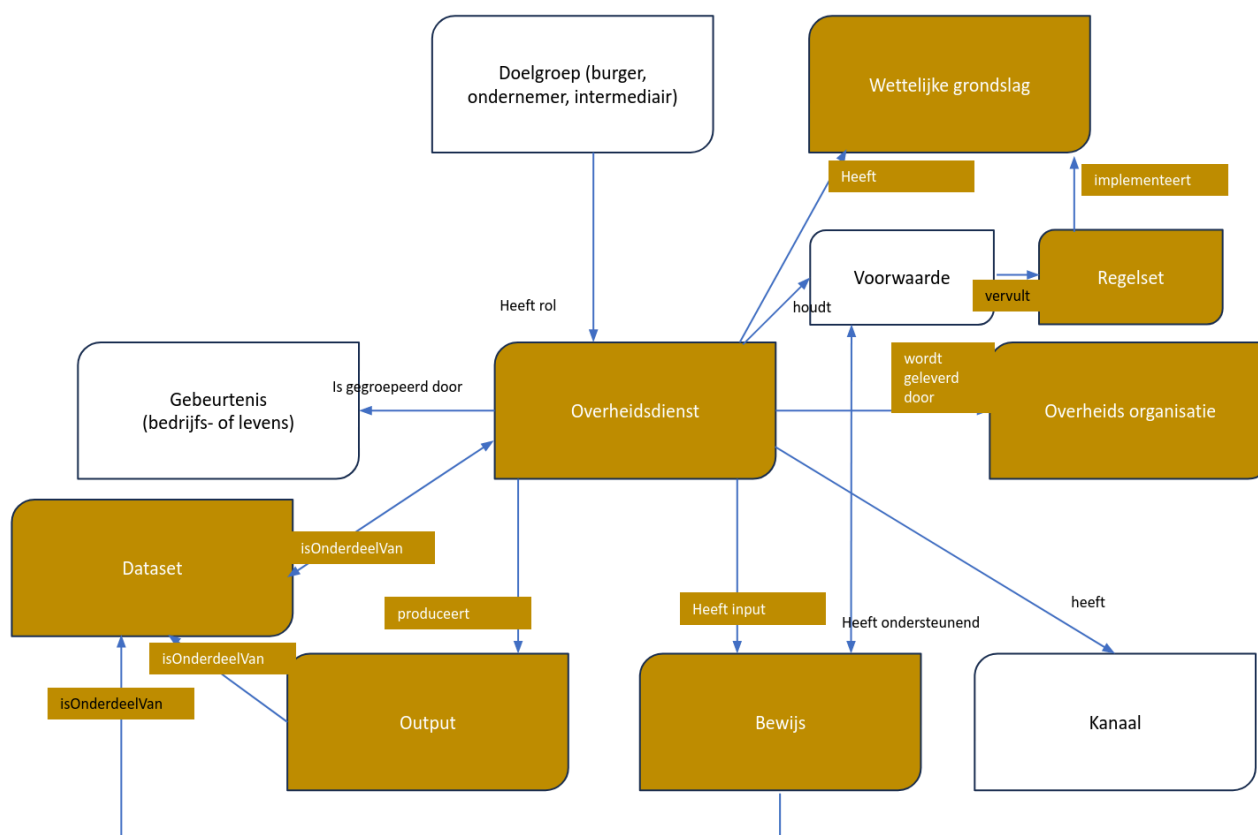 Doelgroep (burger,
ondernemer, intermediair)
Wettelijke grondslag
Heeft
implementeert
Voorwaarde
Regelset
vervult
houdt
Heeft rol
wordt
geleverd
door
Gebeurtenis
(bedrijfs- of levens)
Is gegroepeerd door
Overheidsdienst
Overheids organisatie
isOnderdeelVan
Dataset
produceert
Heeft input
heeft
Heeft ondersteunend
isOnderdeelVan
isOnderdeelVan
Output
Bewijs
Kanaal